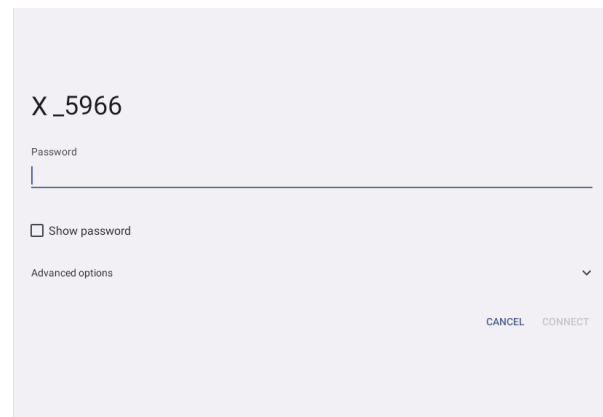 X_5966
Password
Show password
Advanced options
CANCEL CONNECT